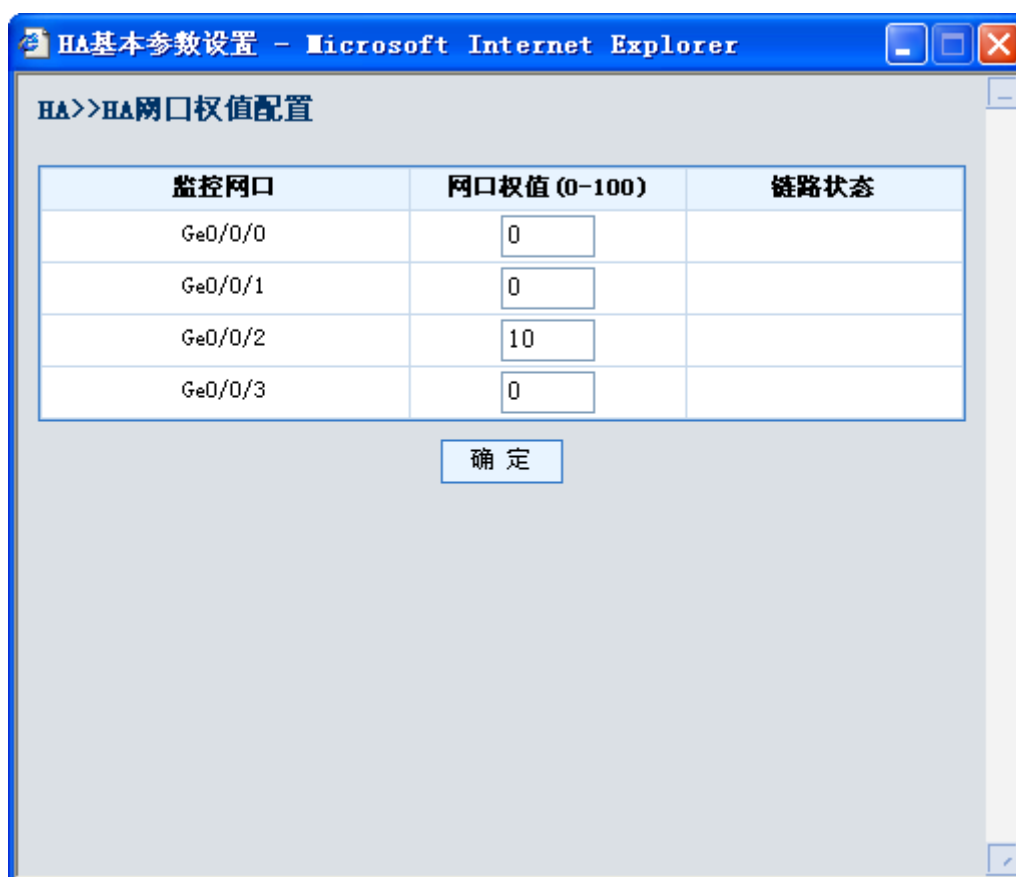 HA基本参数设置 - Microsoft Internet Explorer
HA>>HA网口权值配置
监控网口 网口权值(0-100) 链路状态
Ge0/0/0 0
Ge0/0/1 0
Ge0/0/2 10
Ge0/0/3 0
确 定